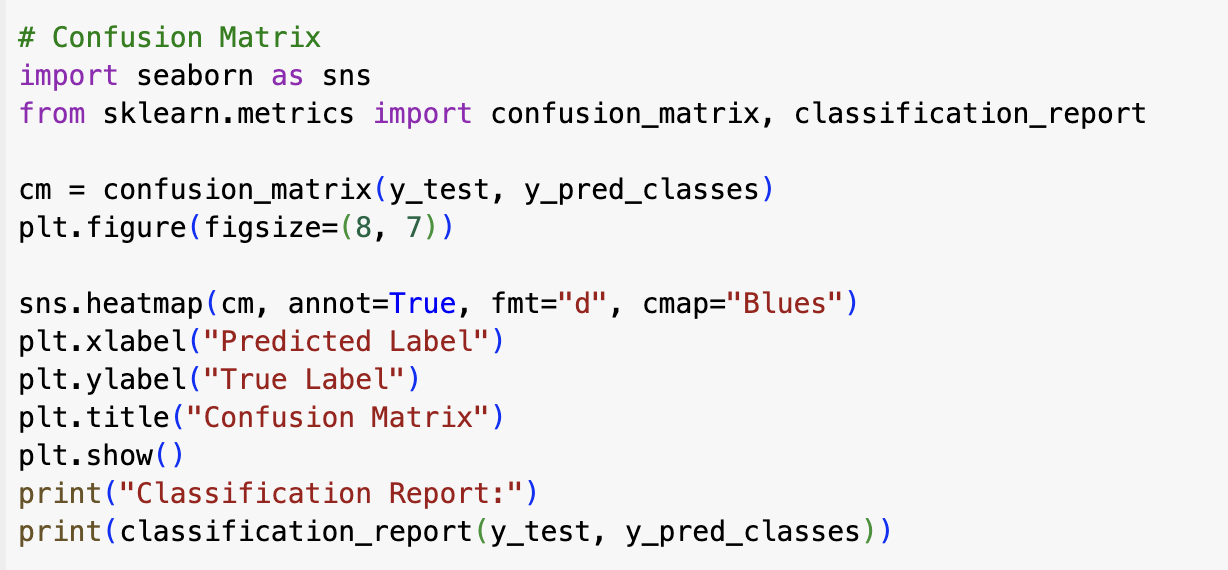 # Confusion Matrix
import seaborn as sns
from sklearn.metrics import confusion_matrix, classification_report

cm = confusion_matrix(y_test, y_pred_classes)
plt.figure(figsize=(8, 7))

sns.heatmap(cm, annot=True, fmt="d", cmap="Blues")
plt.xlabel("Predicted Label")
plt.ylabel("True Label")
plt.title("Confusion Matrix")
plt.show()
print("Classification Report:")
print(classification_report(y_test, y_pred_classes))